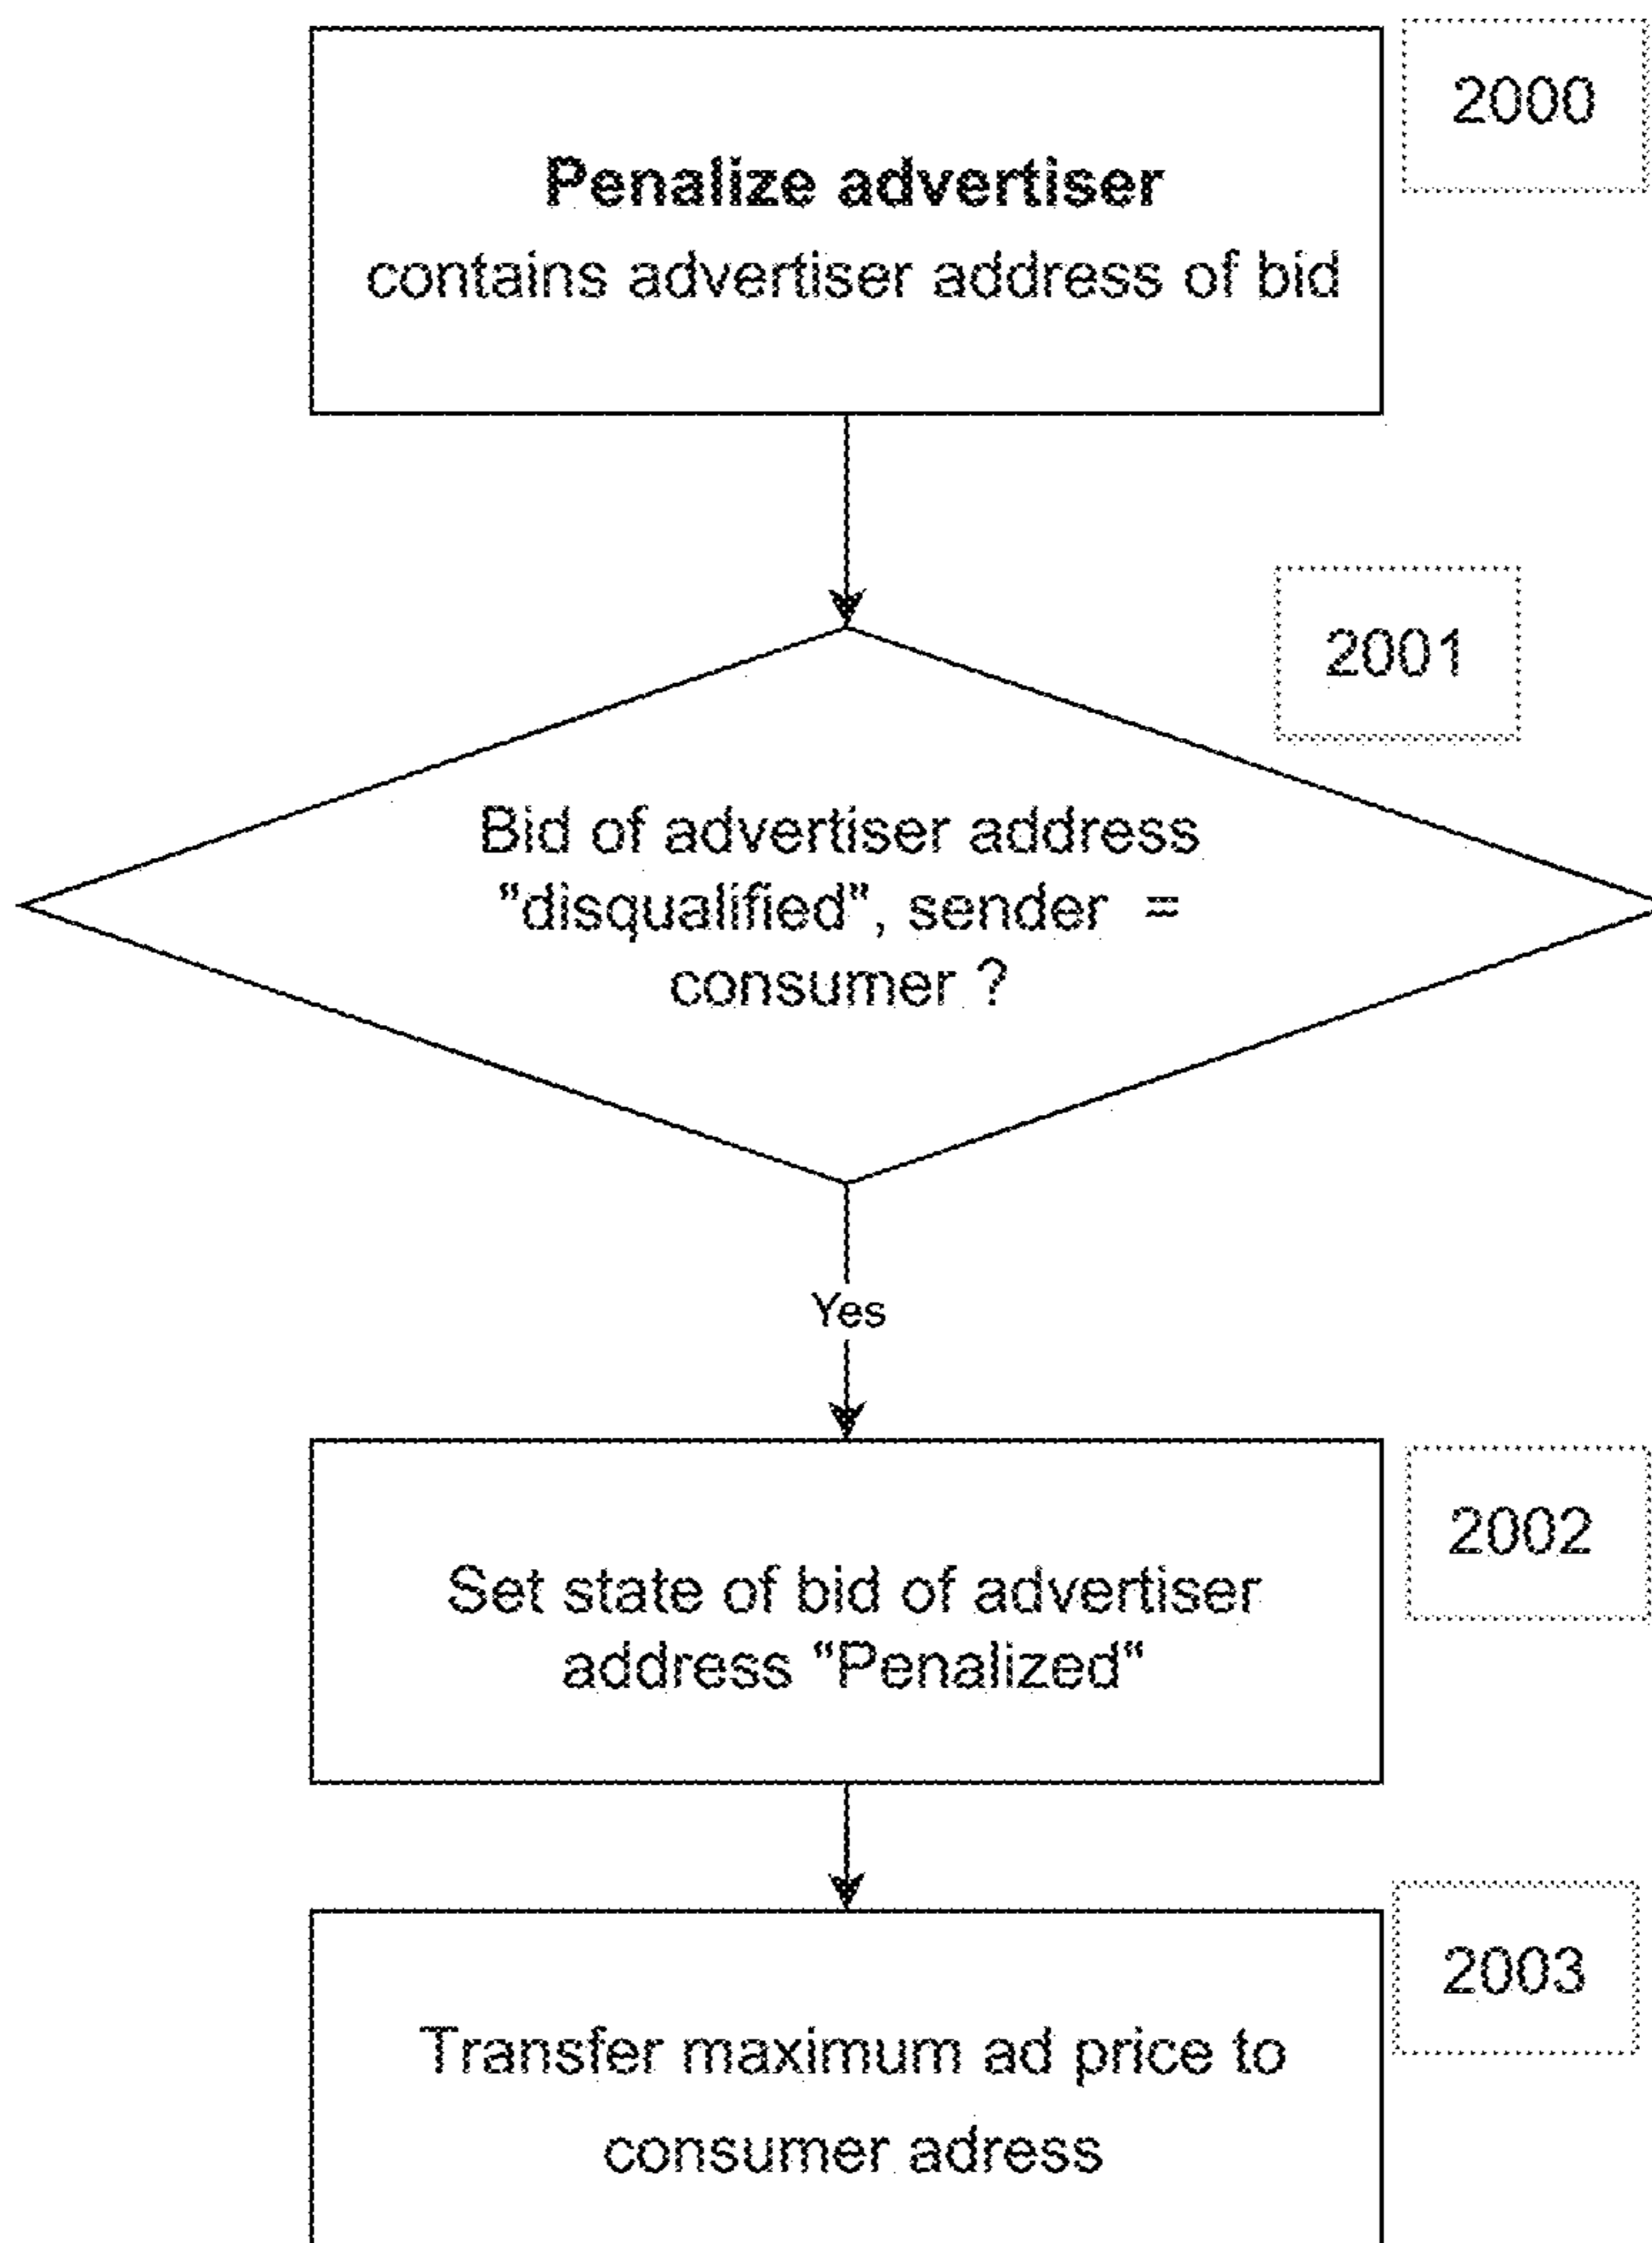 2000
Penalize advertiser
contains advertiser address of bid
2001
Bid of advertiser address
"disqualified", sender =
consumer ?
Yes
2002
Set state of bid of advertiser
address "Penalized"
2003
Transfer maximum ad price to
consumer adress